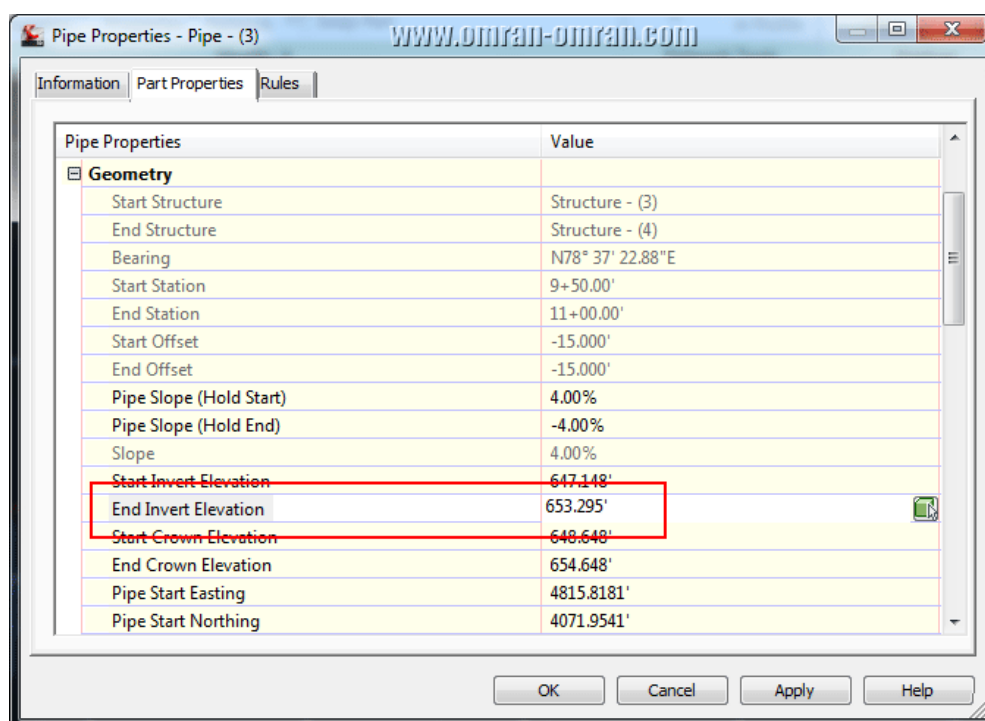 Pipe Properties - Pipe - (3)
www.omran-omran.com
Information Part Properties Rules
Pipe Properties Value
Geometry
Start Structure Structure - (3)
End Structure Structure - (4)
Bearing N78° 37' 22.88"E
Start Station 9+50.00'
End Station 11+00.00'
Start Offset -15.000'
End Offset -15.000'
Pipe Slope (Hold Start) 4.00%
Pipe Slope (Hold End) -4.00%
Slope 4.00%
Start Invert Elevation 647.148'
End Invert Elevation 653.295'
Start Crown Elevation 648.648'
End Crown Elevation 654.648'
Pipe Start Easting 4815.8181'
Pipe Start Northing 4071.9541'
OK Cancel Apply Help